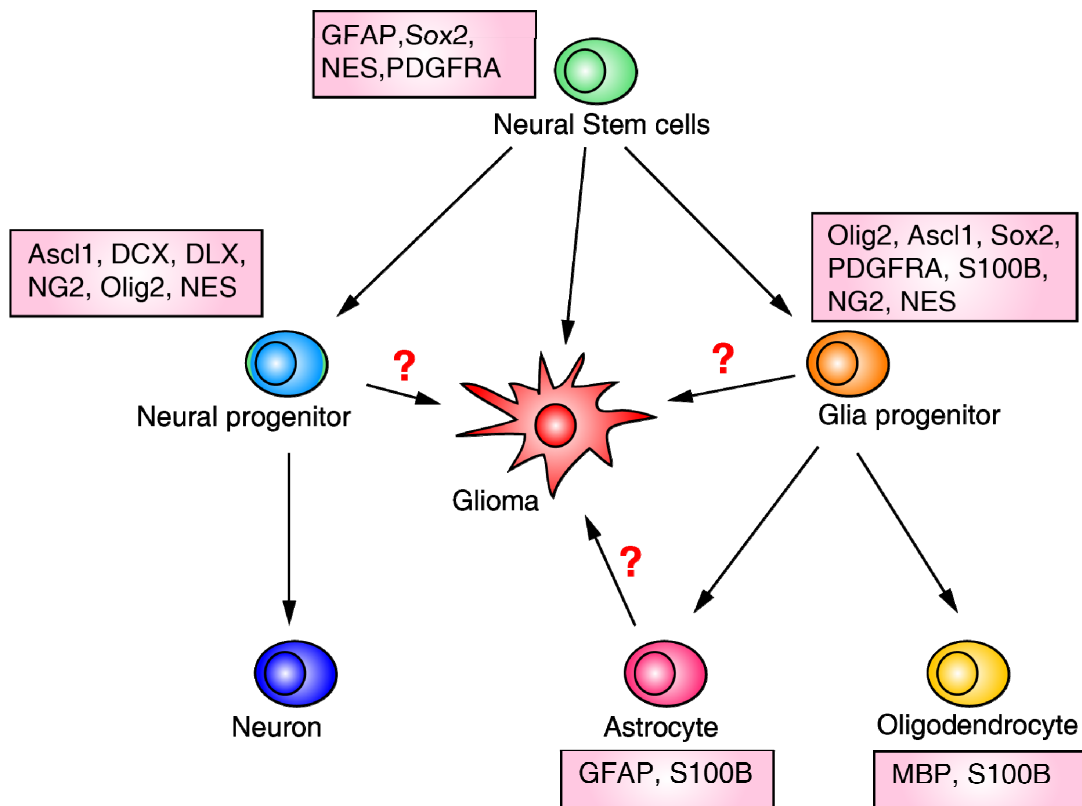 GFAP,Sox2,
NES,PDGFRA
Neural Stem cells
Ascl1, DCX, DLX,
NG2, Olig2, NES
Olig2, Ascl1, Sox2,
PDGFRA, S100B,
NG2, NES
?
?
Neural progenitor
Glia progenitor
Glioma
?
Neuron
Astrocyte
Oligodendrocyte
GFAP, S100B
MBP, S100B